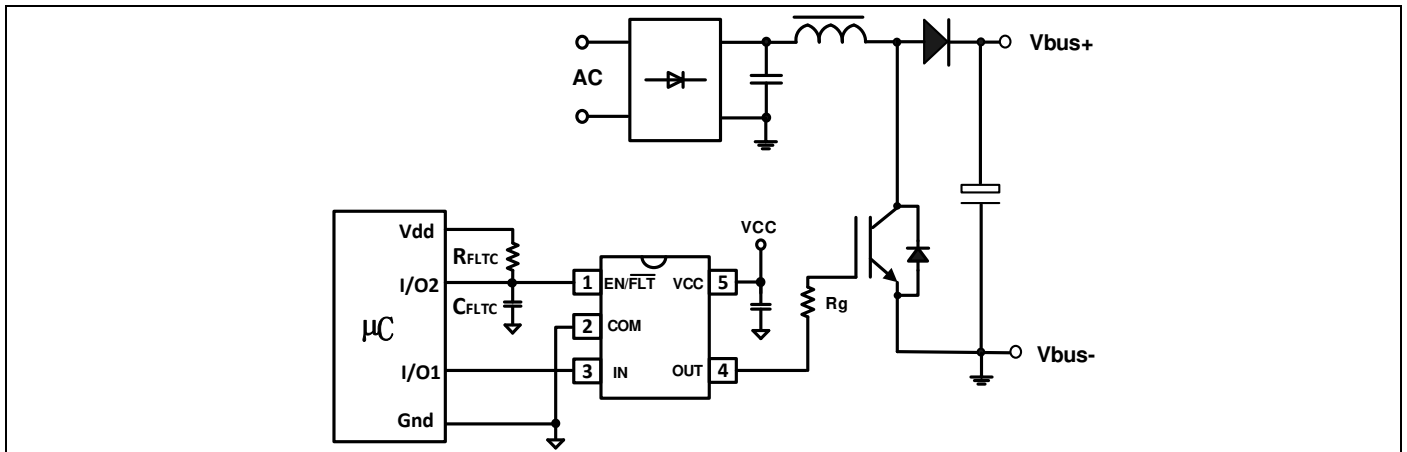 Vbus+
AC
VCC
Vdd
RFLTC
I/O2
1
EN/FLT
VCC
5
CFLTC
Rg
µC
2
COM
Vbus-
I/O1
3
IN
OUT
4
Gnd